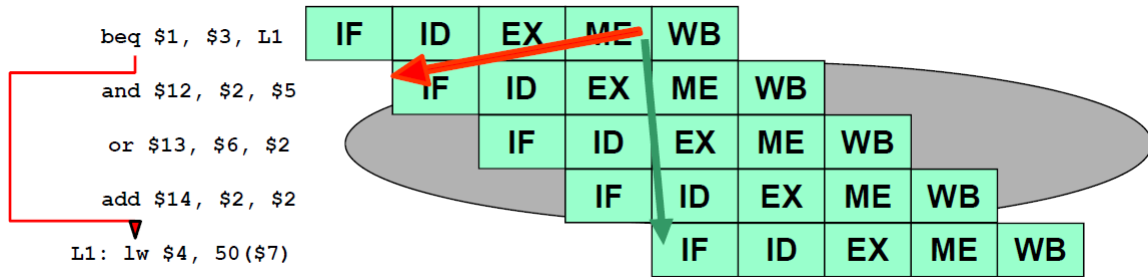 beq $1, $3, L1 IF ID EX ME WB
and $12, $2, $5 IF ID EX ME WB
or $13, $6, $2 IF ID EX ME WB
add $14, $2, $2 IF ID EX ME WB
L1: lw $4, 50($7) IF ID EX ME WB